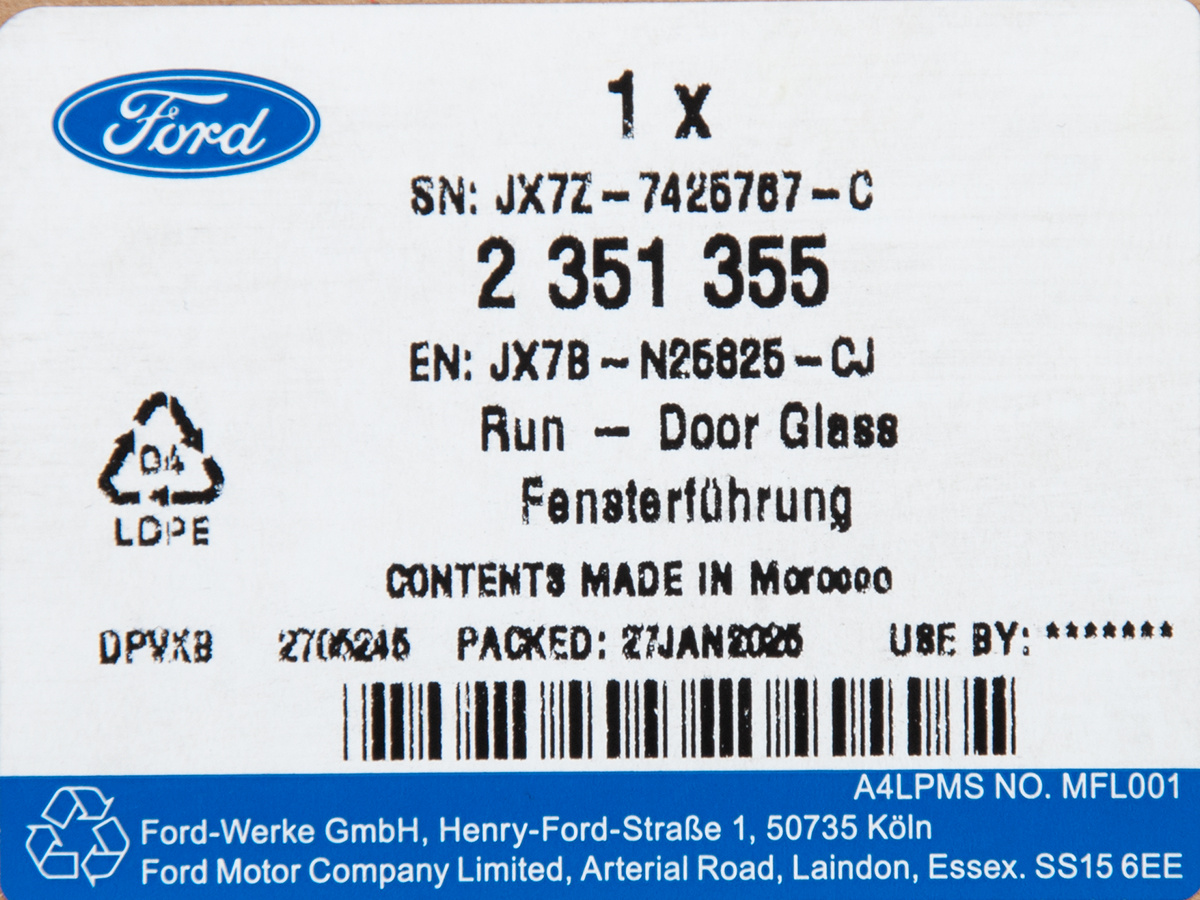 Ford
1 x
SN: JX7Z-7425767-C
2 351 355
EN: JX7B-N25825-CJ
Run - Door Glass
Fensterführung
04
LDPE
CONTENTS MADE IN Morocco
DPVXB PACKED: 27JAN2025 USE BY: *******
A4LPMS NO. MFL001
Ford-Werke GmbH, Henry-Ford-Straße 1, 50735 Köln
Ford Motor Company Limited, Arterial Road, Laindon, Essex. SS15 6EE